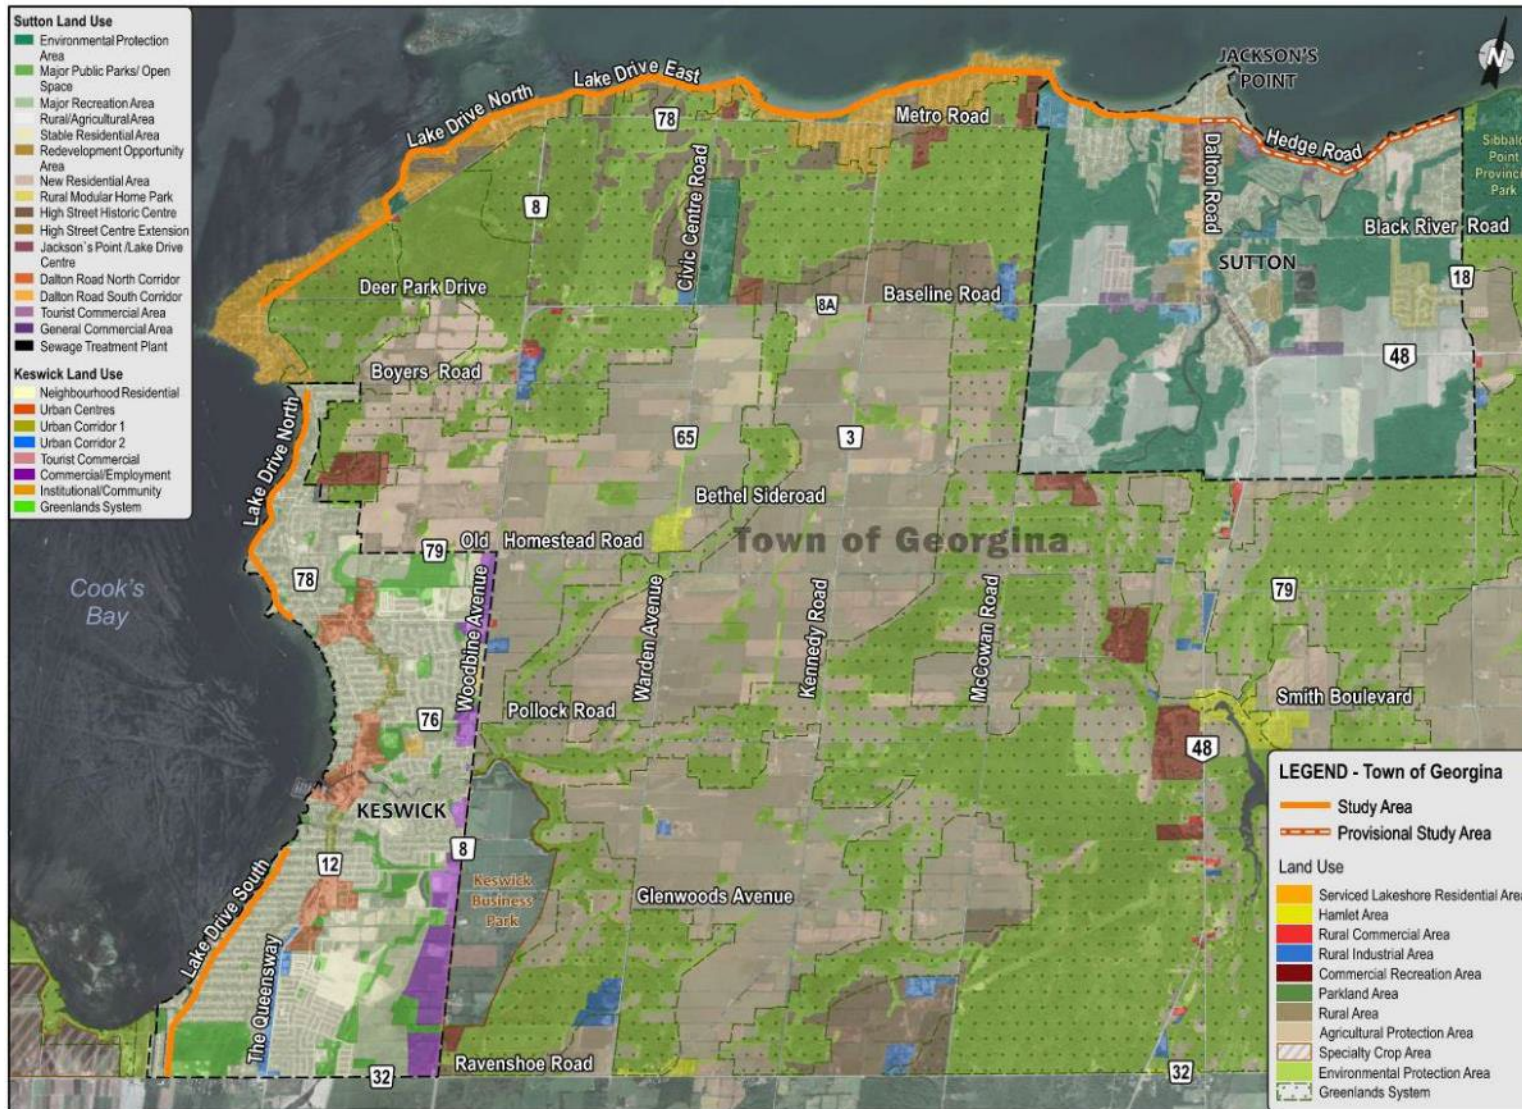 Sutton Land Use
Environmental Protection
Area
Major Public Parks/ Open
Space
Major Recreation Area
Rural/Agricultural Area
Stable Residential Area
Redevelopment Opportunity
Area
New Residential Area
Rural Modular Home Park
High Street Historic Centre
High Street Centre Extension
Jackson`s Point /Lake Drive
Centre
Dalton Road North Corridor
Dalton Road South Corridor
Tourist Commercial Area
General Commercial Area
Sewage Treatment Plant
Keswick Land Use
Neighbourhood Residential
Urban Centres
Urban Corridor 1
Urban Corridor 2
Tourist Commercial
Commercial/Employment
Institutional/Community
Greenlands System
N
JACKSON'S
POINT
Lake Drive East
Lake Drive North
78
Metro Road
Hedge Road
Dalton Road
Sibbald
Point
Provincial
Park
Civic Centre Road
8
Black River Road
SUTTON
18
Deer Park Drive
8A
Baseline Road
48
Boyers Road
Lake Drive North
65
3
Bethel Sideroad
Old Homestead Road
79
Town of Georgina
78
Cook's
Bay
Woodbine Avenue
Warden Avenue
Kennedy Road
McCowan Road
79
Smith Boulevard
Pollock Road
76
48
KESWICK
8
12
Lake Drive South
Keswick
Business
Park
Glenwoods Avenue
The Queensway
Ravenshoe Road
32
32
LEGEND - Town of Georgina
Study Area
Provisional Study Area
Land Use
Serviced Lakeshore Residential Area
Hamlet Area
Rural Commercial Area
Rural Industrial Area
Commercial Recreation Area
Parkland Area
Rural Area
Agricultural Protection Area
Specialty Crop Area
Environmental Protection Area
Greenlands System